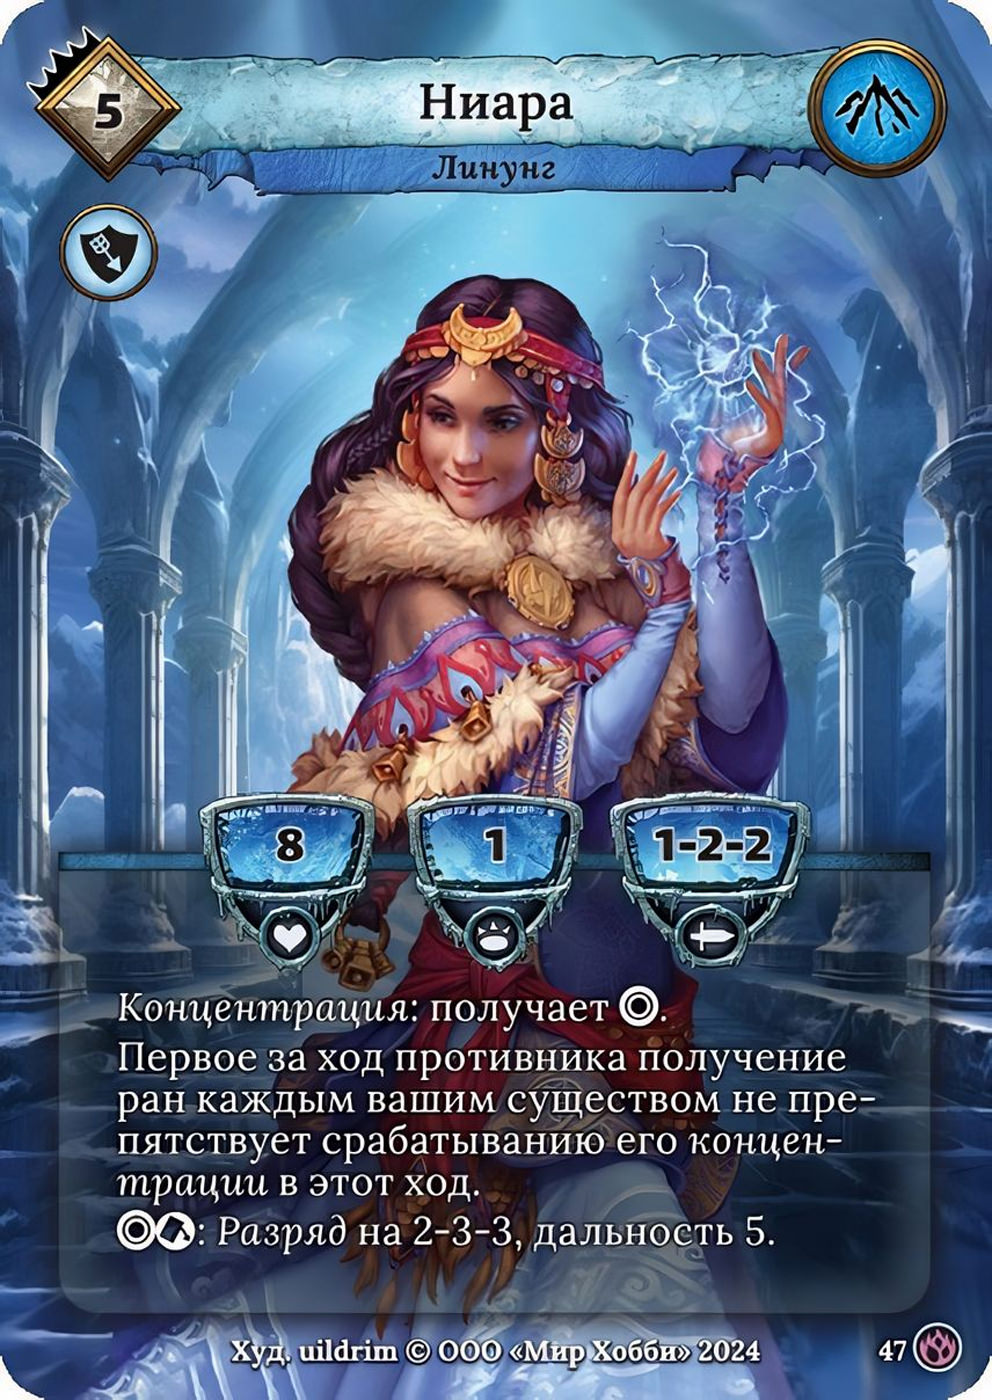 5
Ниара
Линунг
8
1
1-2-2
Концентрация: получает .
Первое за ход противника получение
ран каждым вашим существом не пре-
пятствует срабатыванию его концен-
трации в этот ход.
: Разряд на 2-3-3, дальность 5.
Худ. uildrim © ООО «Мир Хобби» 2024
47